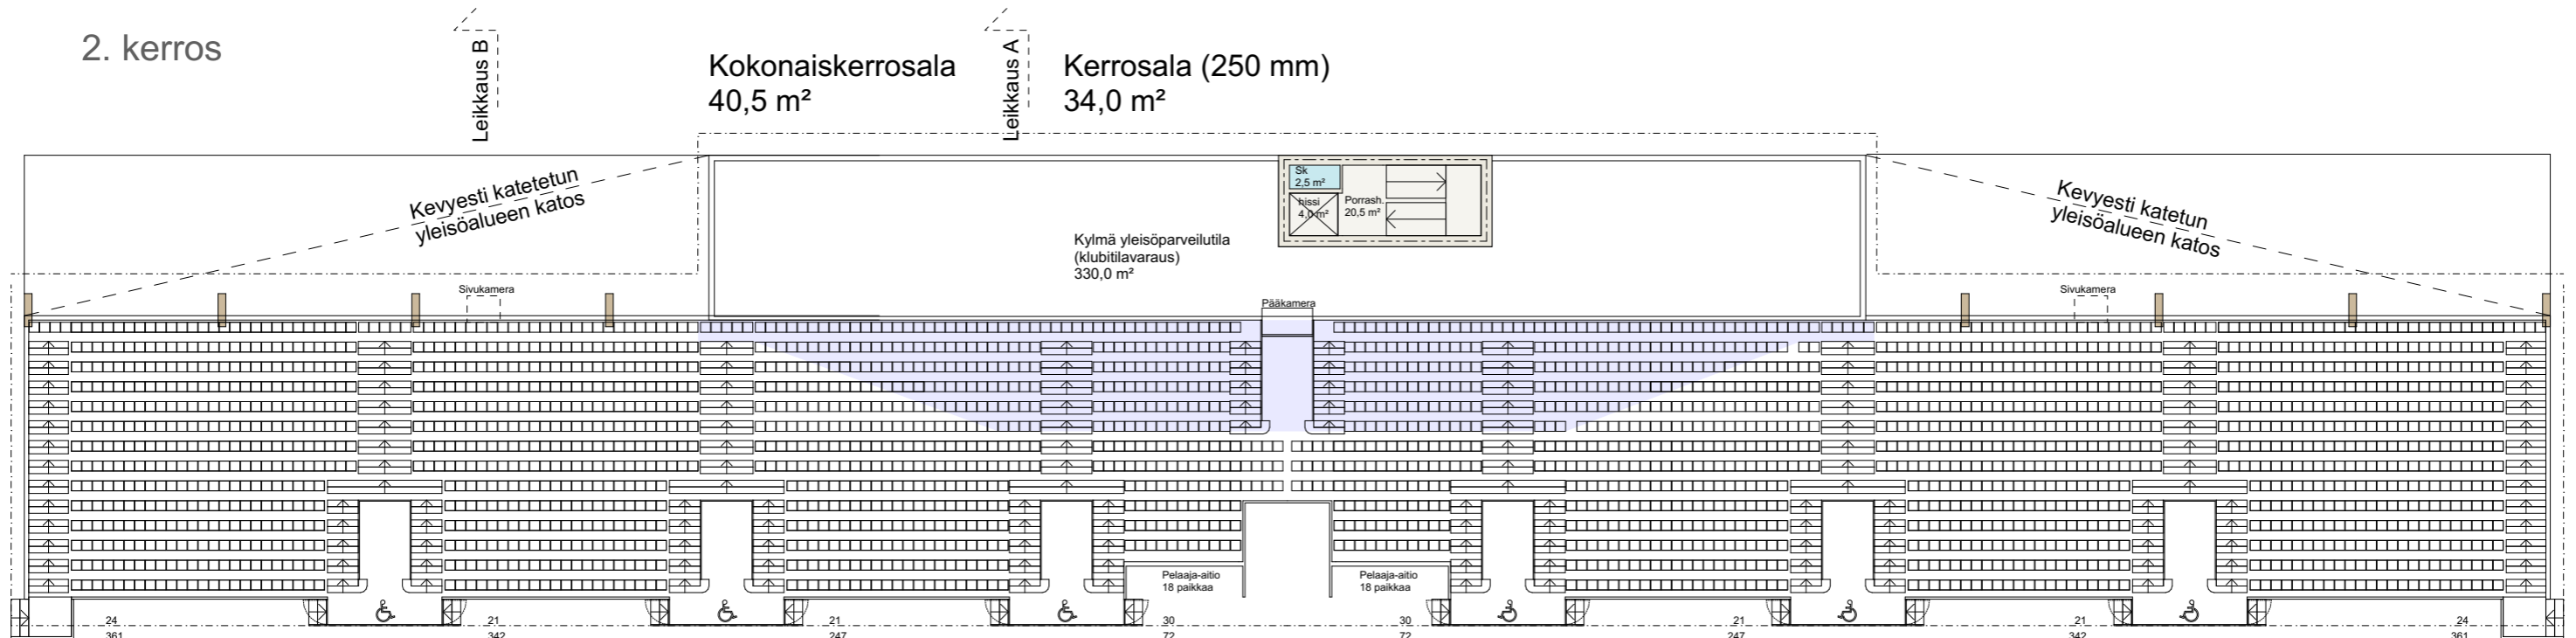 2. kerros
Leikkaus B
Kokonaiskerrosala
40,5 m²
Leikkaus A
Kerrosala (250 mm)
34,0 m²
Kevyesti katetetun
yleisöalueen katos
Sk
2,5 m²
hissi
4,0 m²
Porrash.
20,5 m²
Kylmä yleisöparveilutila
(klubitilavaraus)
330,0 m²
Kevyesti katetun
yleisöalueen katos
Sivukamera
Pääkamera
Sivukamera
Pelaaja-aitio
18 paikkaa
Pelaaja-aitio
18 paikkaa
24
361
21
342
21
247
30
72
30
72
21
247
21
342
24
361